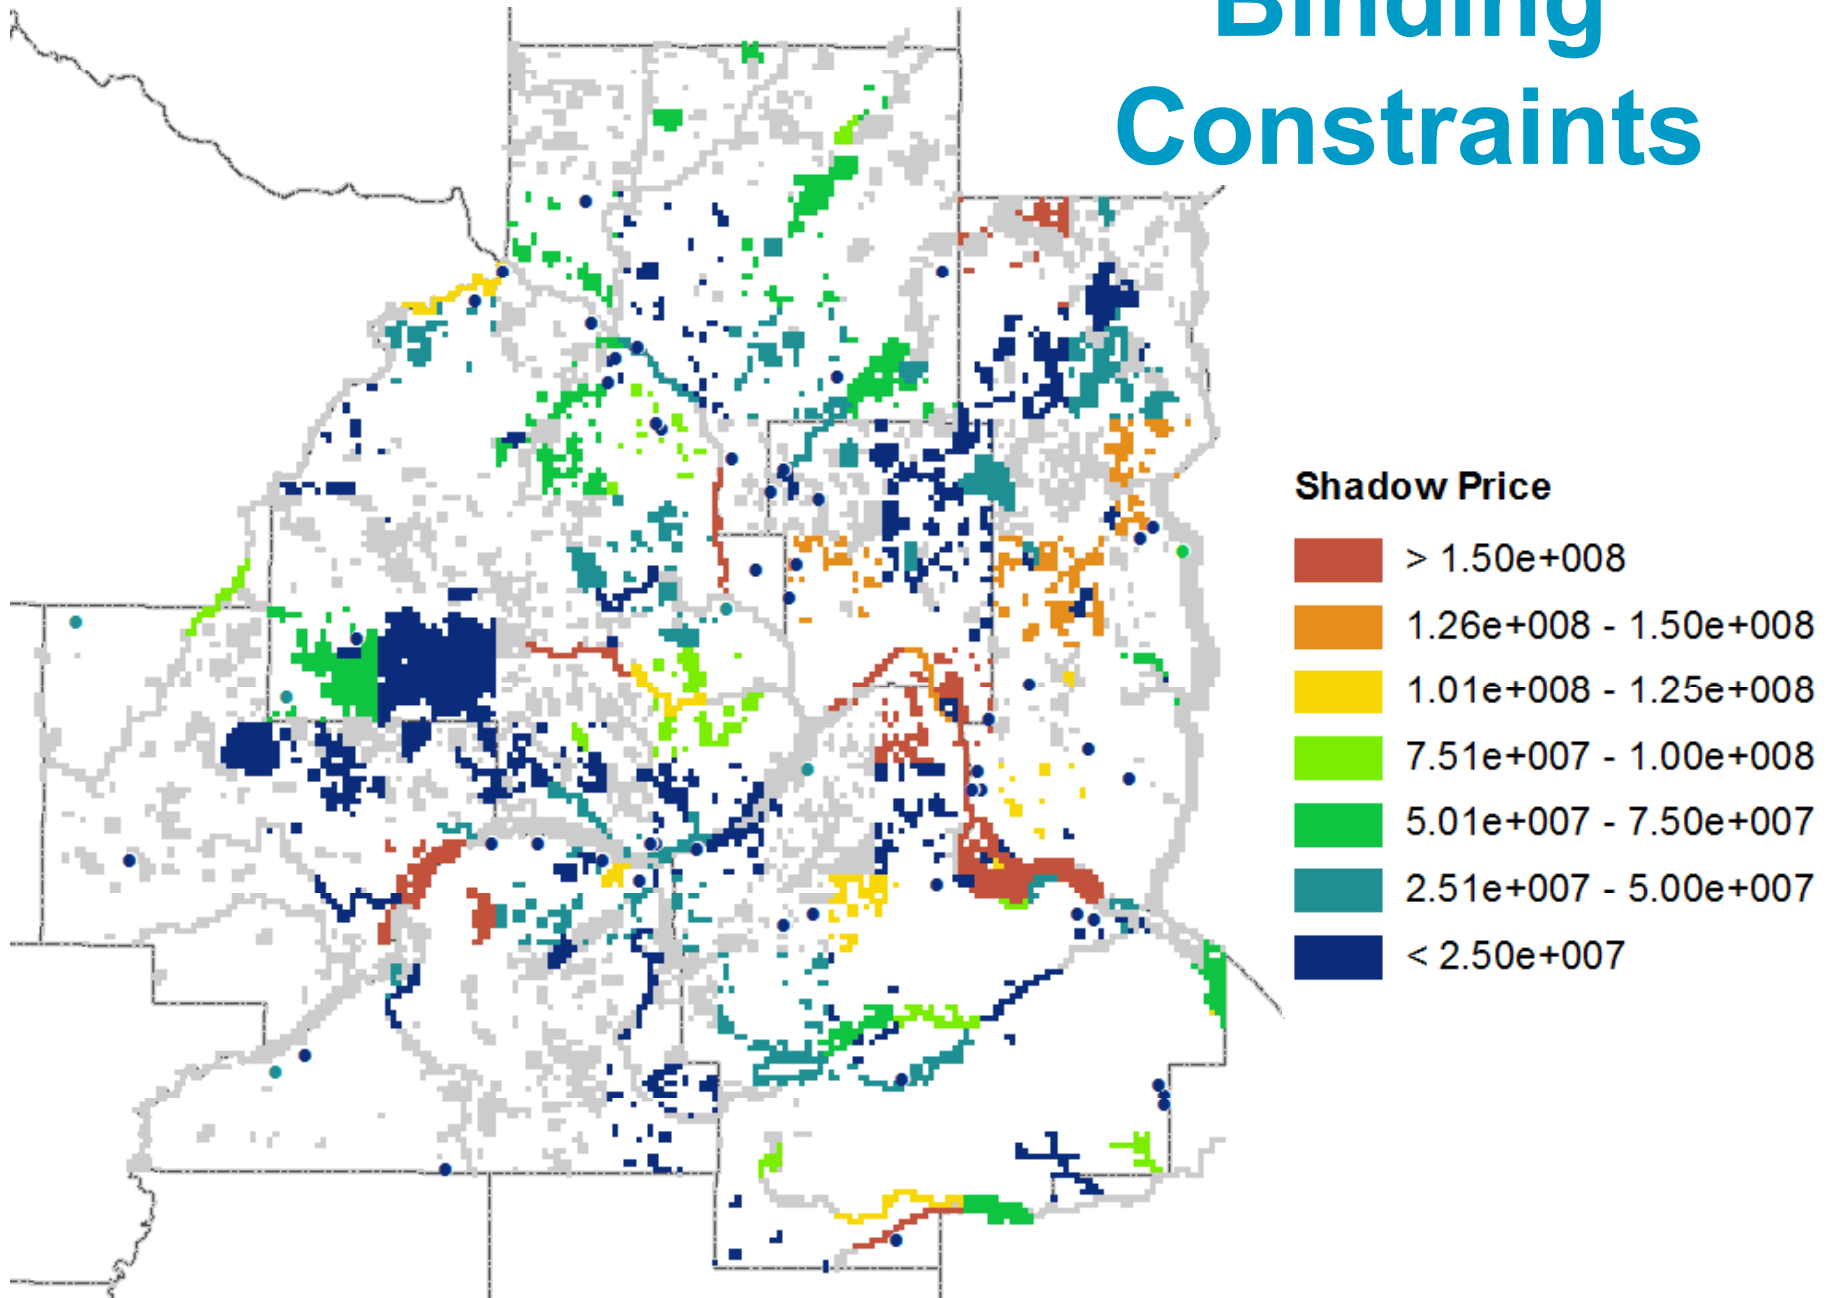 Binding
Constraints
Shadow Price
> 1.50e+008
1.26e+008 - 1.50e+008
1.01e+008 - 1.25e+008
7.51e+007 - 1.00e+008
5.01e+007 - 7.50e+007
2.51e+007 - 5.00e+007
< 2.50e+007